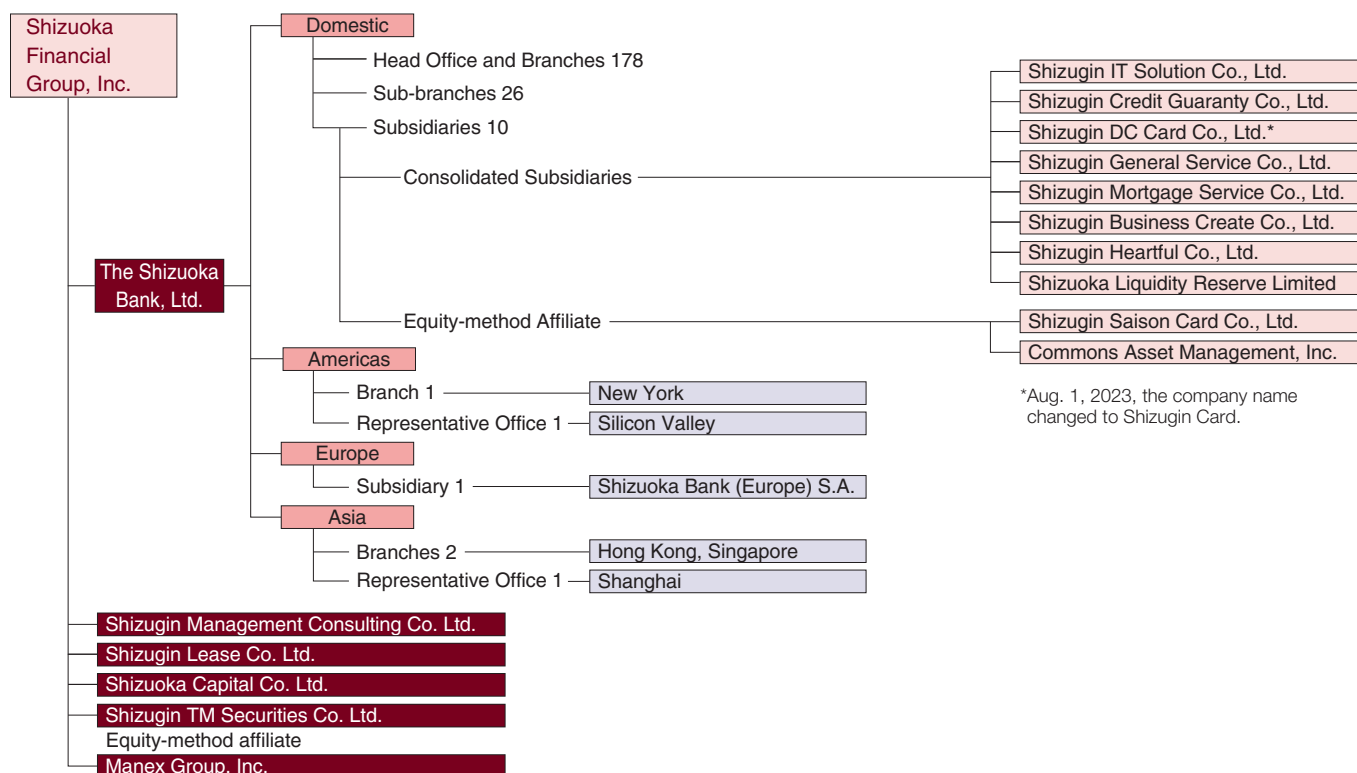 Shizuoka
Financial
Group, Inc.
The Shizuoka
Bank, Ltd.
Domestic
Head Office and Branches 178
Sub-branches 26
Subsidiaries 10
Consolidated Subsidiaries
Shizugin IT Solution Co., Ltd.
Shizugin Credit Guaranty Co., Ltd.
Shizugin DC Card Co., Ltd.*
Shizugin General Service Co., Ltd.
Shizugin Mortgage Service Co., Ltd.
Shizugin Business Create Co., Ltd.
Shizugin Heartful Co., Ltd.
Shizuoka Liquidity Reserve Limited
Equity-method Affiliate
Shizugin Saison Card Co., Ltd.
Commons Asset Management, Inc.
*Aug. 1, 2023, the company name
changed to Shizugin Card.
Americas
Branch 1
New York
Representative Office 1
Silicon Valley
Europe
Subsidiary 1
Shizuoka Bank (Europe) S.A.
Asia
Branches 2
Hong Kong, Singapore
Representative Office 1
Shanghai
Shizugin Management Consulting Co. Ltd.
Shizugin Lease Co. Ltd.
Shizuoka Capital Co. Ltd.
Shizugin TM Securities Co. Ltd.
Equity-method affiliate
Manex Group, Inc.